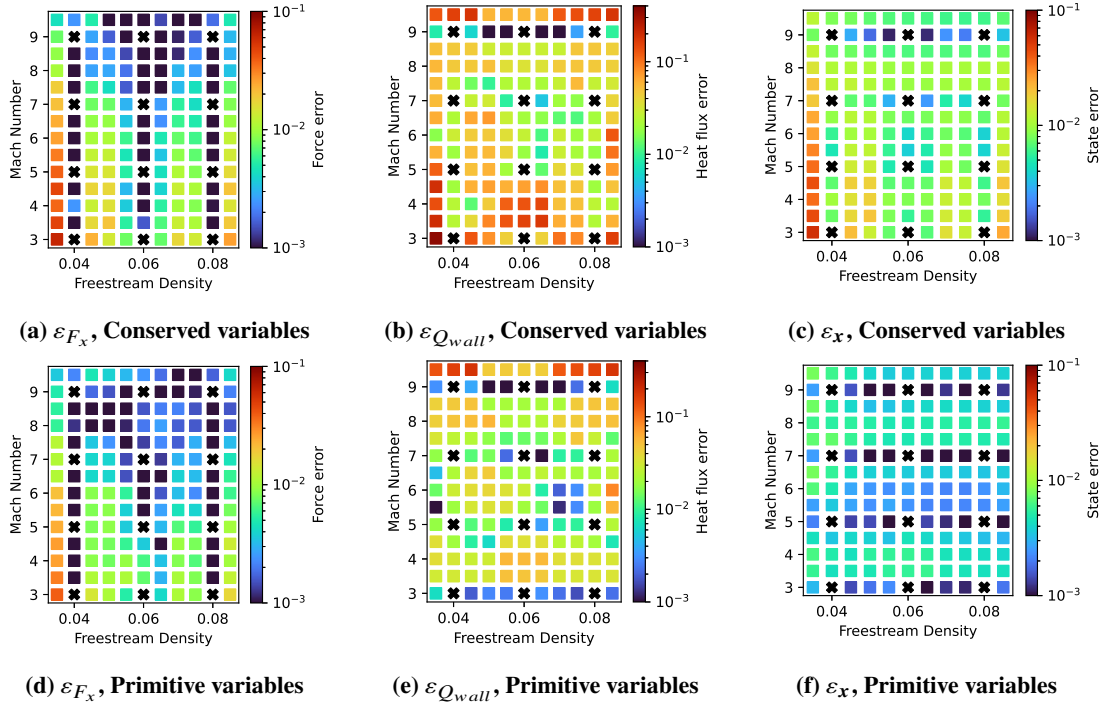 9
8
7
6
5
4
3
Mach Number
0.04 0.06 0.08
Freestream Density
10⁻¹
10⁻²
10⁻³
Force error
9
8
7
6
5
4
3
Mach Number
0.04 0.06 0.08
Freestream Density
10⁻¹
10⁻²
10⁻³
Heat flux error
9
8
7
6
5
4
3
Mach Number
0.04 0.06 0.08
Freestream Density
10⁻¹
10⁻²
10⁻³
State error
(a) ε_{F_x}, Conserved variables
(b) ε_{Q_{wall}}, Conserved variables
(c) ε_x, Conserved variables
9
8
7
6
5
4
3
Mach Number
0.04 0.06 0.08
Freestream Density
10⁻¹
10⁻²
10⁻³
Force error
9
8
7
6
5
4
3
Mach Number
0.04 0.06 0.08
Freestream Density
10⁻¹
10⁻²
10⁻³
Heat flux error
9
8
7
6
5
4
3
Mach Number
0.04 0.06 0.08
Freestream Density
10⁻¹
10⁻²
10⁻³
State error
(d) ε_{F_x}, Primitive variables
(e) ε_{Q_{wall}}, Primitive variables
(f) ε_x, Primitive variables